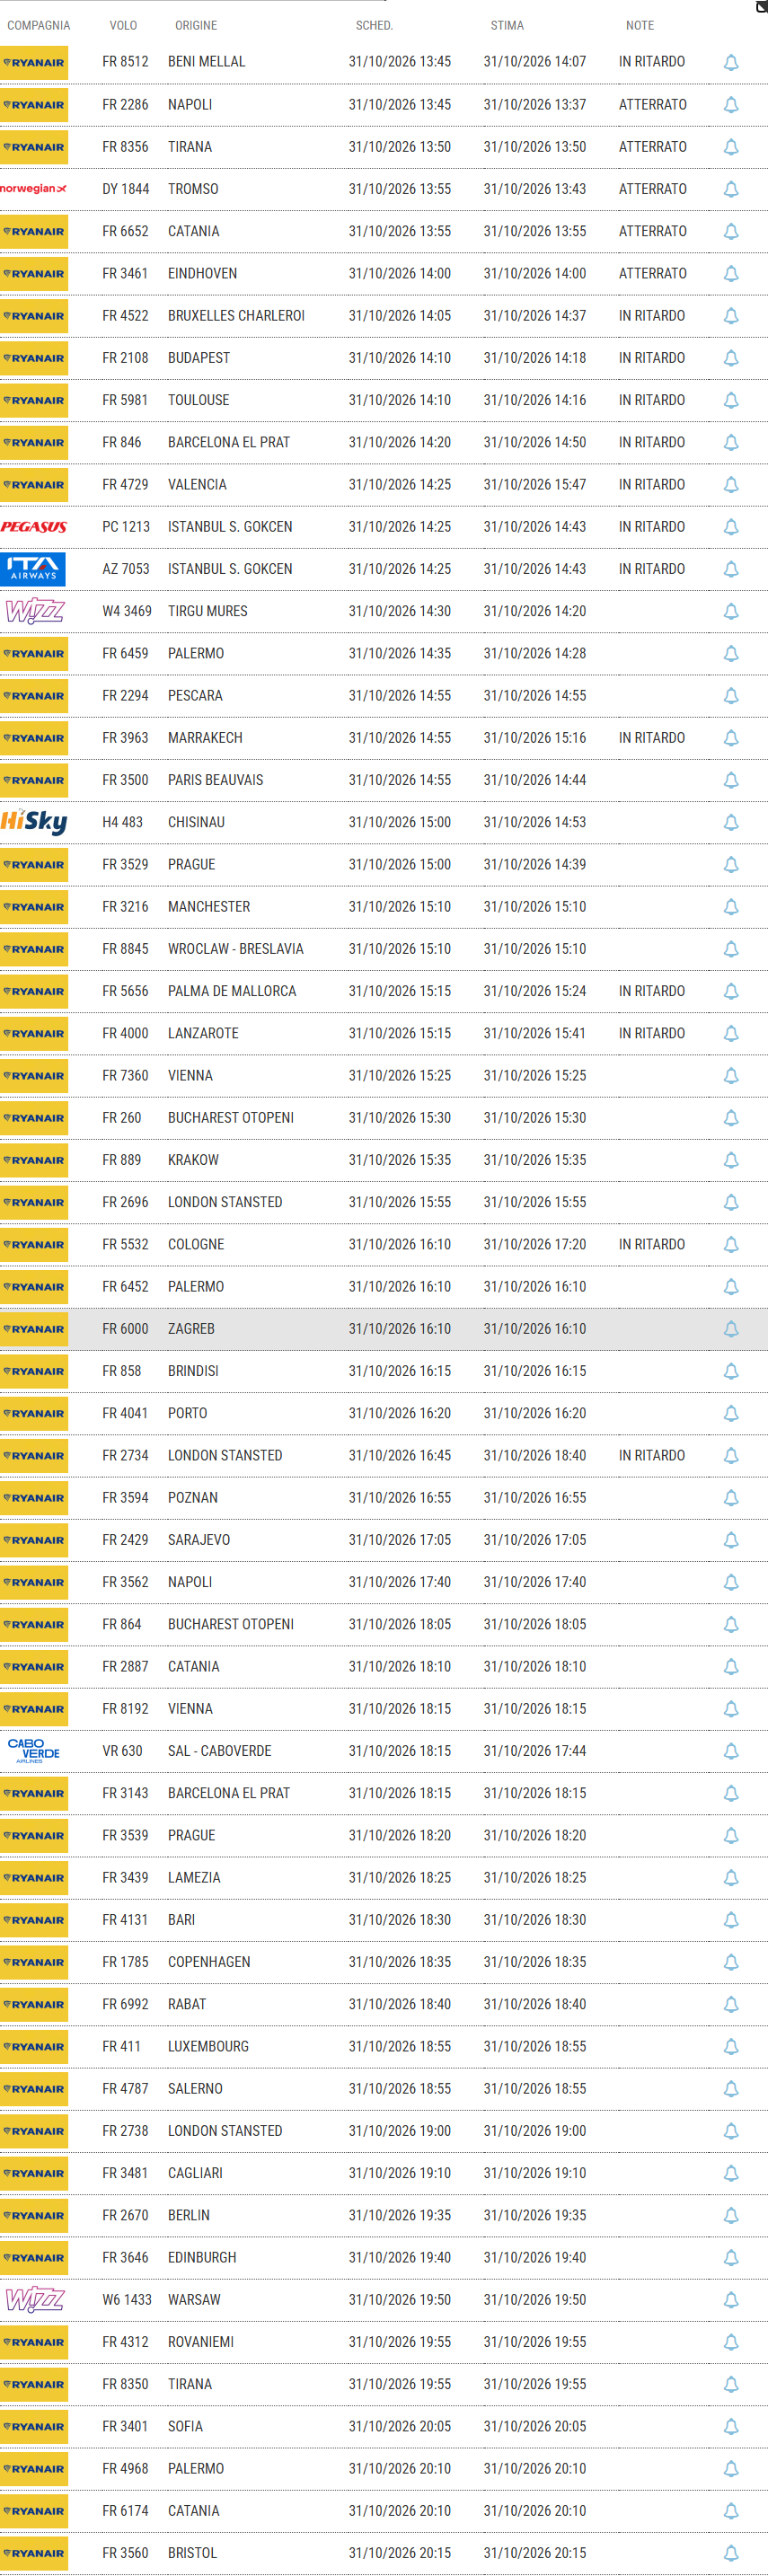 COMPAGNIA VOLO ORIGINE SCHED. STIMA NOTE
RYANAIR FR 8512 BENI MELLAL 31/10/2026 13:45 31/10/2026 14:07 IN RITARDO
RYANAIR FR 2286 NAPOLI 31/10/2026 13:45 31/10/2026 13:37 ATTERRATO
RYANAIR FR 8356 TIRANA 31/10/2026 13:50 31/10/2026 13:50 ATTERRATO
norwegian DY 1844 TROMSO 31/10/2026 13:55 31/10/2026 13:43 ATTERRATO
RYANAIR FR 6652 CATANIA 31/10/2026 13:55 31/10/2026 13:55 ATTERRATO
RYANAIR FR 3461 EINDHOVEN 31/10/2026 14:00 31/10/2026 14:00 ATTERRATO
RYANAIR FR 4522 BRUXELLES CHARLEROI 31/10/2026 14:05 31/10/2026 14:37 IN RITARDO
RYANAIR FR 2108 BUDAPEST 31/10/2026 14:10 31/10/2026 14:18 IN RITARDO
RYANAIR FR 5981 TOULOUSE 31/10/2026 14:10 31/10/2026 14:16 IN RITARDO
RYANAIR FR 846 BARCELONA EL PRAT 31/10/2026 14:20 31/10/2026 14:50 IN RITARDO
RYANAIR FR 4729 VALENCIA 31/10/2026 14:25 31/10/2026 15:47 IN RITARDO
PEGASUS PC 1213 ISTANBUL S. GOKCEN 31/10/2026 14:25 31/10/2026 14:43 IN RITARDO
ITA AIRWAYS AZ 7053 ISTANBUL S. GOKCEN 31/10/2026 14:25 31/10/2026 14:43 IN RITARDO
WIZZ W4 3469 TIRGU MURES 31/10/2026 14:30 31/10/2026 14:20
RYANAIR FR 6459 PALERMO 31/10/2026 14:35 31/10/2026 14:28
RYANAIR FR 2294 PESCARA 31/10/2026 14:55 31/10/2026 14:55
RYANAIR FR 3963 MARRAKECH 31/10/2026 14:55 31/10/2026 15:16 IN RITARDO
RYANAIR FR 3500 PARIS BEAUVAIS 31/10/2026 14:55 31/10/2026 14:44
HiSky H4 483 CHISINAU 31/10/2026 15:00 31/10/2026 14:53
RYANAIR FR 3529 PRAGUE 31/10/2026 15:00 31/10/2026 14:39
RYANAIR FR 3216 MANCHESTER 31/10/2026 15:10 31/10/2026 15:10
RYANAIR FR 8845 WROCLAW - BRESLAVIA 31/10/2026 15:10 31/10/2026 15:10
RYANAIR FR 5656 PALMA DE MALLORCA 31/10/2026 15:15 31/10/2026 15:24 IN RITARDO
RYANAIR FR 4000 LANZAROTE 31/10/2026 15:15 31/10/2026 15:41 IN RITARDO
RYANAIR FR 7360 VIENNA 31/10/2026 15:25 31/10/2026 15:25
RYANAIR FR 260 BUCHAREST OTOPENI 31/10/2026 15:30 31/10/2026 15:30
RYANAIR FR 889 KRAKOW 31/10/2026 15:35 31/10/2026 15:35
RYANAIR FR 2696 LONDON STANSTED 31/10/2026 15:55 31/10/2026 15:55
RYANAIR FR 5532 COLOGNE 31/10/2026 16:10 31/10/2026 17:20 IN RITARDO
RYANAIR FR 6452 PALERMO 31/10/2026 16:10 31/10/2026 16:10
RYANAIR FR 6000 ZAGREB 31/10/2026 16:10 31/10/2026 16:10
RYANAIR FR 858 BRINDISI 31/10/2026 16:15 31/10/2026 16:15
RYANAIR FR 4041 PORTO 31/10/2026 16:20 31/10/2026 16:20
RYANAIR FR 2734 LONDON STANSTED 31/10/2026 16:45 31/10/2026 18:40 IN RITARDO
RYANAIR FR 3594 POZNAN 31/10/2026 16:55 31/10/2026 16:55
RYANAIR FR 2429 SARAJEVO 31/10/2026 17:05 31/10/2026 17:05
RYANAIR FR 3562 NAPOLI 31/10/2026 17:40 31/10/2026 17:40
RYANAIR FR 864 BUCHAREST OTOPENI 31/10/2026 18:05 31/10/2026 18:05
RYANAIR FR 2887 CATANIA 31/10/2026 18:10 31/10/2026 18:10
RYANAIR FR 8192 VIENNA 31/10/2026 18:15 31/10/2026 18:15
CABO VERDE AIRLINES VR 630 SAL - CABOVERDE 31/10/2026 18:15 31/10/2026 17:44
RYANAIR FR 3143 BARCELONA EL PRAT 31/10/2026 18:15 31/10/2026 18:15
RYANAIR FR 3539 PRAGUE 31/10/2026 18:20 31/10/2026 18:20
RYANAIR FR 3439 LAMEZIA 31/10/2026 18:25 31/10/2026 18:25
RYANAIR FR 4131 BARI 31/10/2026 18:30 31/10/2026 18:30
RYANAIR FR 1785 COPENHAGEN 31/10/2026 18:35 31/10/2026 18:35
RYANAIR FR 6992 RABAT 31/10/2026 18:40 31/10/2026 18:40
RYANAIR FR 411 LUXEMBOURG 31/10/2026 18:55 31/10/2026 18:55
RYANAIR FR 4787 SALERNO 31/10/2026 18:55 31/10/2026 18:55
RYANAIR FR 2738 LONDON STANSTED 31/10/2026 19:00 31/10/2026 19:00
RYANAIR FR 3481 CAGLIARI 31/10/2026 19:10 31/10/2026 19:10
RYANAIR FR 2670 BERLIN 31/10/2026 19:35 31/10/2026 19:35
RYANAIR FR 3646 EDINBURGH 31/10/2026 19:40 31/10/2026 19:40
WIZZ W6 1433 WARSAW 31/10/2026 19:50 31/10/2026 19:50
RYANAIR FR 4312 ROVANIEMI 31/10/2026 19:55 31/10/2026 19:55
RYANAIR FR 8350 TIRANA 31/10/2026 19:55 31/10/2026 19:55
RYANAIR FR 3401 SOFIA 31/10/2026 20:05 31/10/2026 20:05
RYANAIR FR 4968 PALERMO 31/10/2026 20:10 31/10/2026 20:10
RYANAIR FR 6174 CATANIA 31/10/2026 20:10 31/10/2026 20:10
RYANAIR FR 3560 BRISTOL 31/10/2026 20:15 31/10/2026 20:15